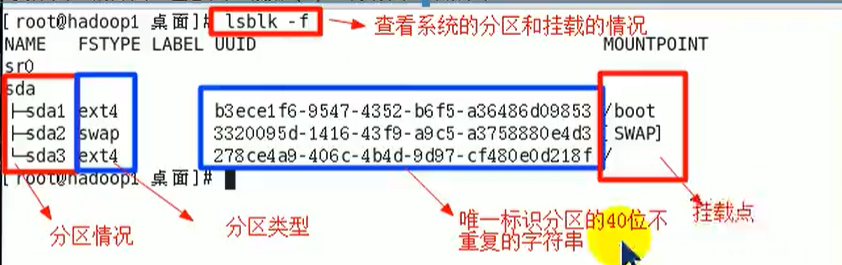 [root@hadoop1 桌面]# lsblk -f
查看系统的分区和挂载的情况
NAME FSTYPE LABEL UUID MOUNTPOINT
sr0
sda
├─sda1 ext4 b3ece1f6-9547-4352-b6f5-a36486d09853 /boot
├─sda2 swap 3320095d-1416-43f9-a9c5-a3758880e4d3 [SWAP]
└─sda3 ext4 278ce4a9-406c-4b4d-9d97-cf480e0d218f /
[root@hadoop1 桌面]#
分区情况
分区类型
唯一标识分区的40位不
重复的字符串
挂载点